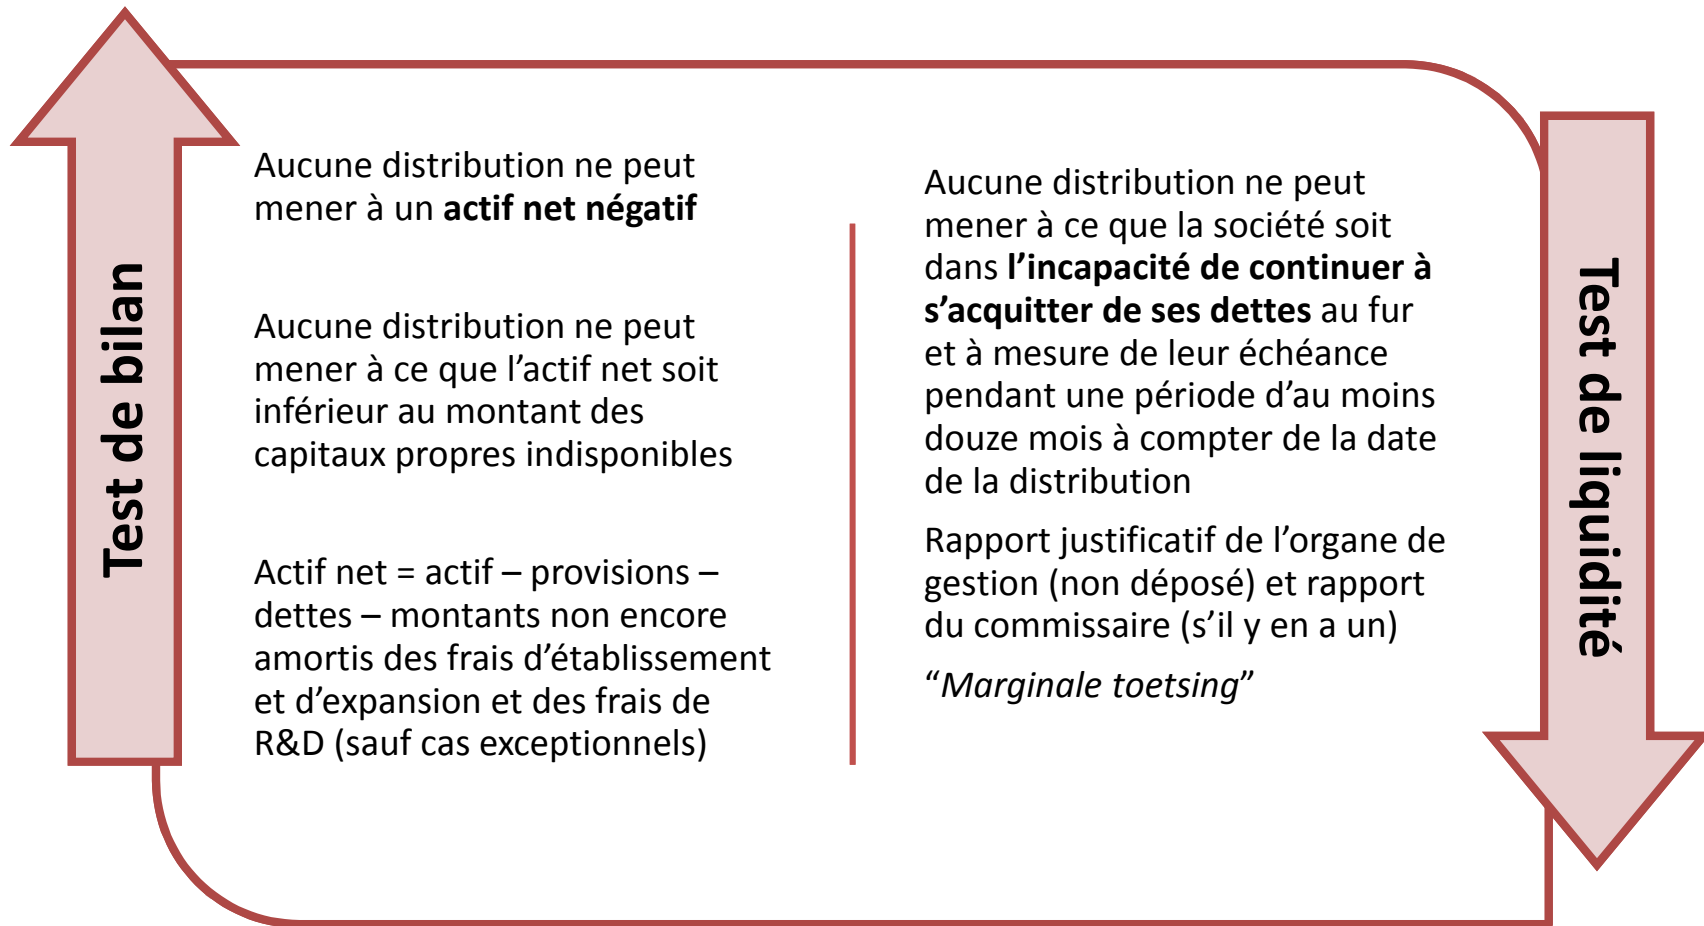 Test de bilan
Aucune distribution ne peut
mener à un actif net négatif
Aucune distribution ne peut
mener à ce que l’actif net soit
inférieur au montant des
capitaux propres indisponibles
Actif net = actif – provisions –
dettes – montants non encore
amortis des frais d’établissement
et d’expansion et des frais de
R&D (sauf cas exceptionnels)
Aucune distribution ne peut
mener à ce que la société soit
dans l’incapacité de continuer à
s’acquitter de ses dettes au fur
et à mesure de leur échéance
pendant une période d’au moins
douze mois à compter de la date
de la distribution
Rapport justificatif de l’organe de
gestion (non déposé) et rapport
du commissaire (s’il y en a un)
“Marginale toetsing”
Test de liquidité